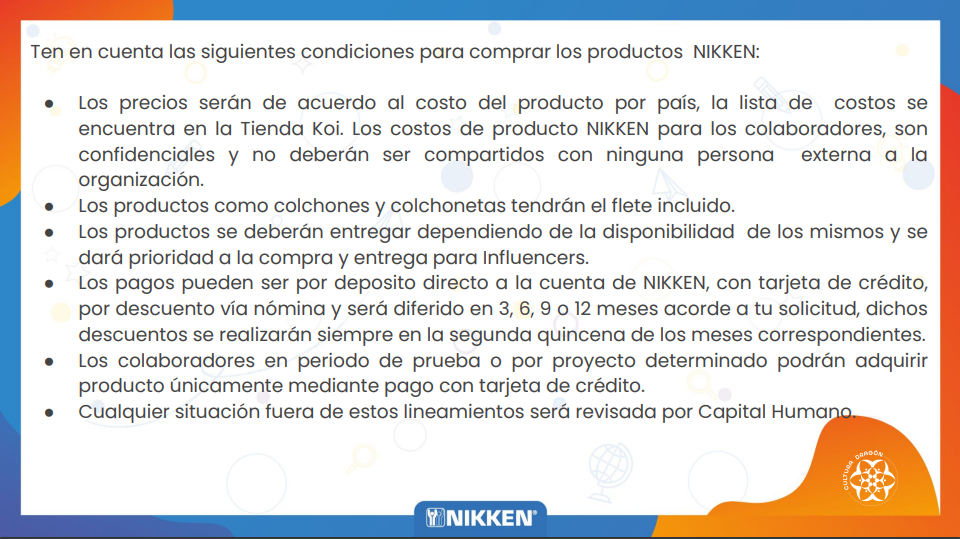 Ten en cuenta las siguientes condiciones para comprar los productos NIKKEN:
● Los precios serán de acuerdo al costo del producto por país, la lista de costos se
encuentra en la Tienda Koi. Los costos de producto NIKKEN para los colaboradores, son
confidenciales y no deberán ser compartidos con ninguna persona externa a la
organización.
● Los productos como colchones y colchonetas tendrán el flete incluido.
● Los productos se deberán entregar dependiendo de la disponibilidad de los mismos y se
dará prioridad a la compra y entrega para Influencers.
● Los pagos pueden ser por deposito directo a la cuenta de NIKKEN, con tarjeta de crédito,
por descuento vía nómina y será diferido en 3, 6, 9 o 12 meses acorde a tu solicitud, dichos
descuentos se realizarán siempre en la segunda quincena de los meses correspondientes.
● Los colaboradores en periodo de prueba o por proyecto determinado podrán adquirir
producto únicamente mediante pago con tarjeta de crédito.
● Cualquier situación fuera de estos lineamientos será revisada por Capital Humano.
CULTURA DRAGÓN
NIKKEN®